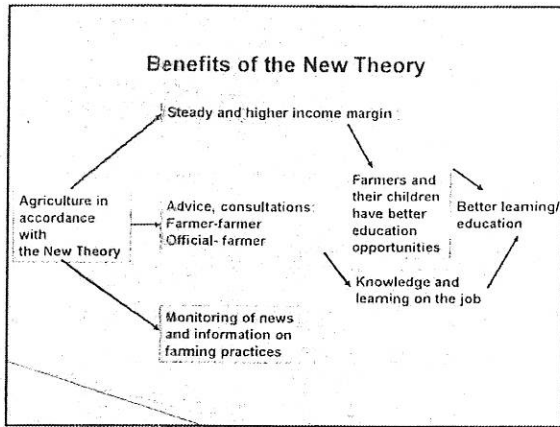 Benefits of the New Theory
Steady and higher income margin
Agriculture in
accordance
with
the New Theory
Advice, consultations:
Farmer-farmer
Official- farmer
Monitoring of news
and information on
farming practices
Farmers and
their children
have better
education
opportunities
Knowledge and
learning on the job
Better learning/
education